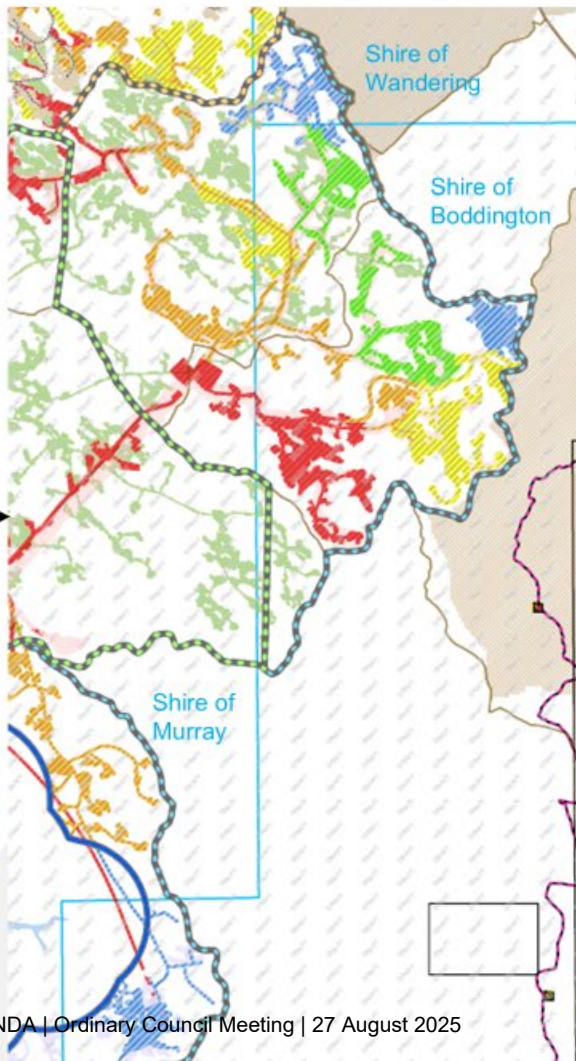 Shire of
Wandering
Shire of
Boddington
Shire of
Murray
NDA | Ordinary Council Meeting | 27 August 2025